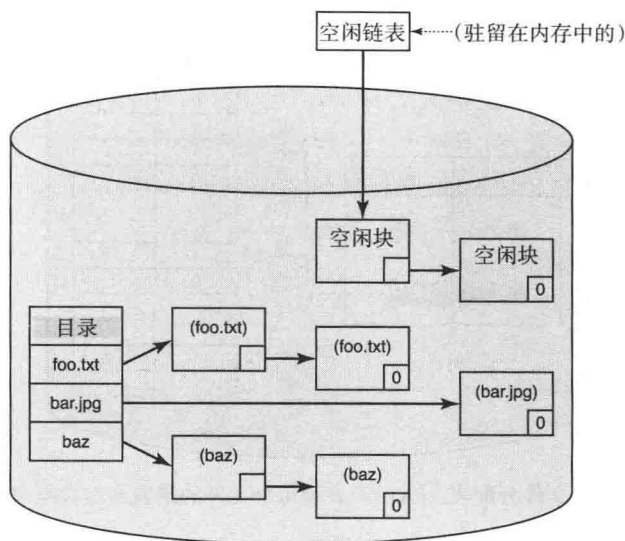 空闲链表
(驻留在内存中的)
空闲块
空闲块
0
目录
foo.txt
bar.jpg
baz
(foo.txt)
(foo.txt)
0
(bar.jpg)
0
(baz)
(baz)
0